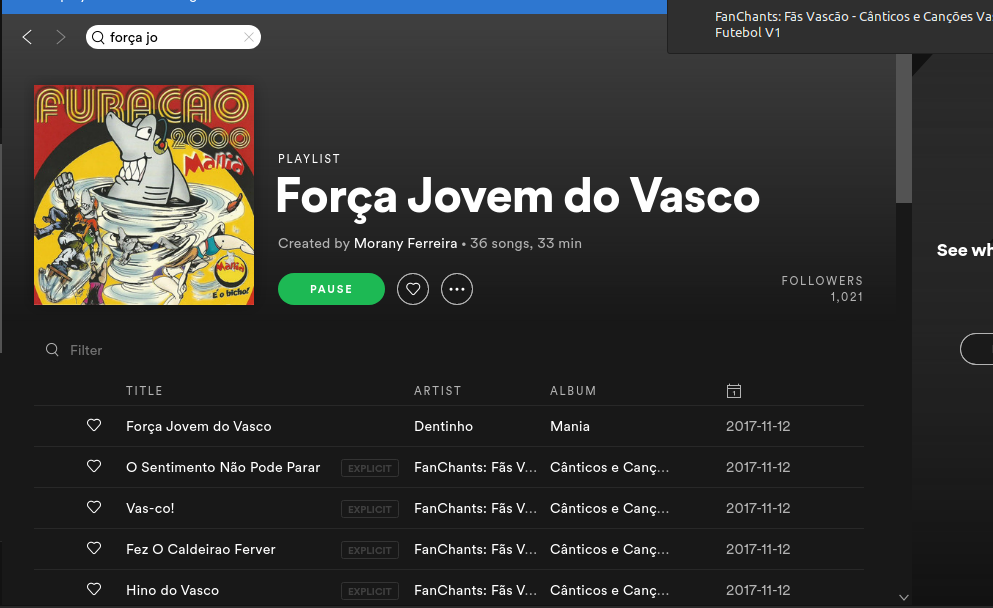 FanChants: Fãs Vascão - Cânticos e Canções Va
Futebol V1
força jo
FURACAO
2000
Mania
Mania
É o bicho!
PLAYLIST
Força Jovem do Vasco
Created by Morany Ferreira • 36 songs, 33 min
PAUSE
FOLLOWERS
1,021
See wh
Filter
TITLE ARTIST ALBUM
Força Jovem do Vasco Dentinho Mania 2017-11-12
O Sentimento Não Pode Parar EXPLICIT FanChants: Fãs V... Cânticos e Canç... 2017-11-12
Vas-co! EXPLICIT FanChants: Fãs V... Cânticos e Canç... 2017-11-12
Fez O Caldeirao Ferver EXPLICIT FanChants: Fãs V... Cânticos e Canç... 2017-11-12
Hino do Vasco EXPLICIT FanChants: Fãs V... Cânticos e Canç... 2017-11-12